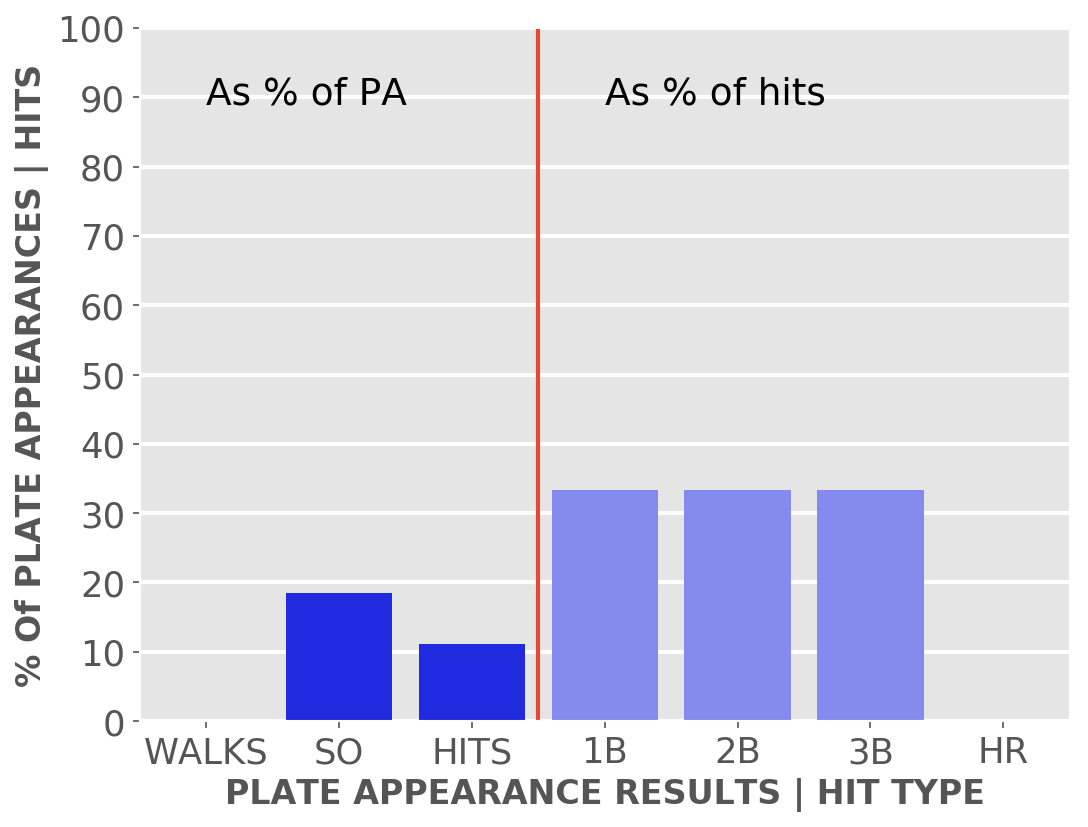 100
As % of PA
As % of hits
90
80
70
60
50
40
30
20
10
0
% Of PLATE APPEARANCES | HITS
WALKS SO HITS 1B 2B 3B HR
PLATE APPEARANCE RESULTS | HIT TYPE